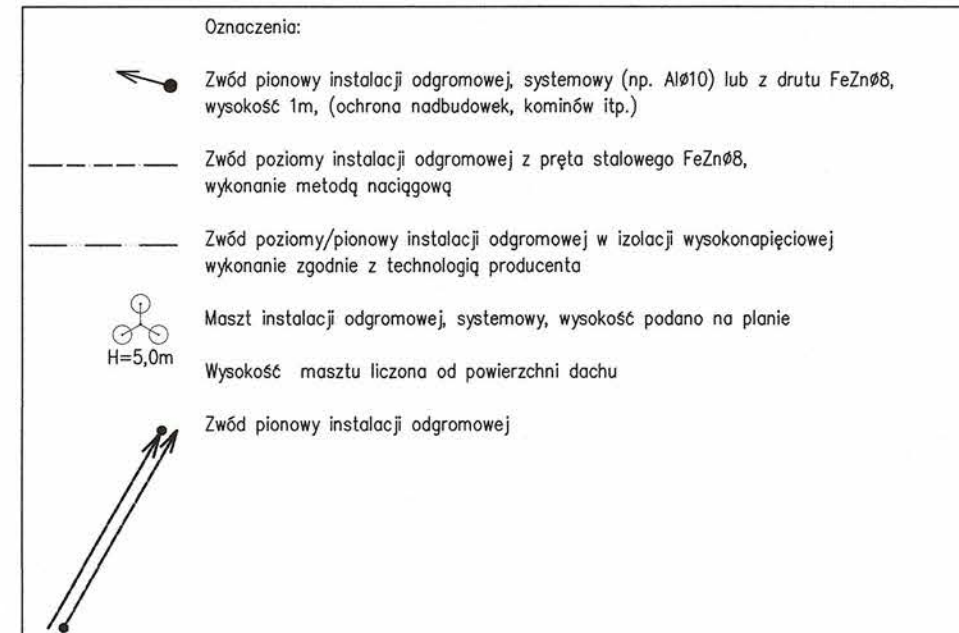 Oznaczenia:
Zwód pionowy instalacji odgromowej, systemowy (np. Alø10) lub z drutu FeZnø8,
wysokość 1m, (ochrona nadbudowek, kominów itp.)
Zwód poziomy instalacji odgromowej z pręta stalowego FeZnø8,
wykonanie metodą naciągową
Zwód poziomy/pionowy instalacji odgromowej w izolacji wysokonapięciowej
wykonanie zgodnie z technologią producenta
Maszt instalacji odgromowej, systemowy, wysokość podano na planie
H=5,0m
Wysokość masztu liczona od powierzchni dachu
Zwód pionowy instalacji odgromowej